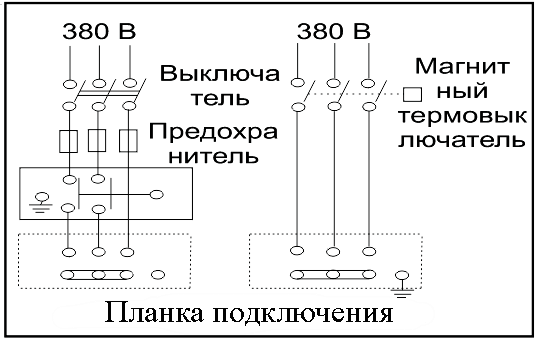 380 В
380 В
Выключа
тель
Магнит
ный
термовык
лючатель
Предохра
нитель
Планка подключения